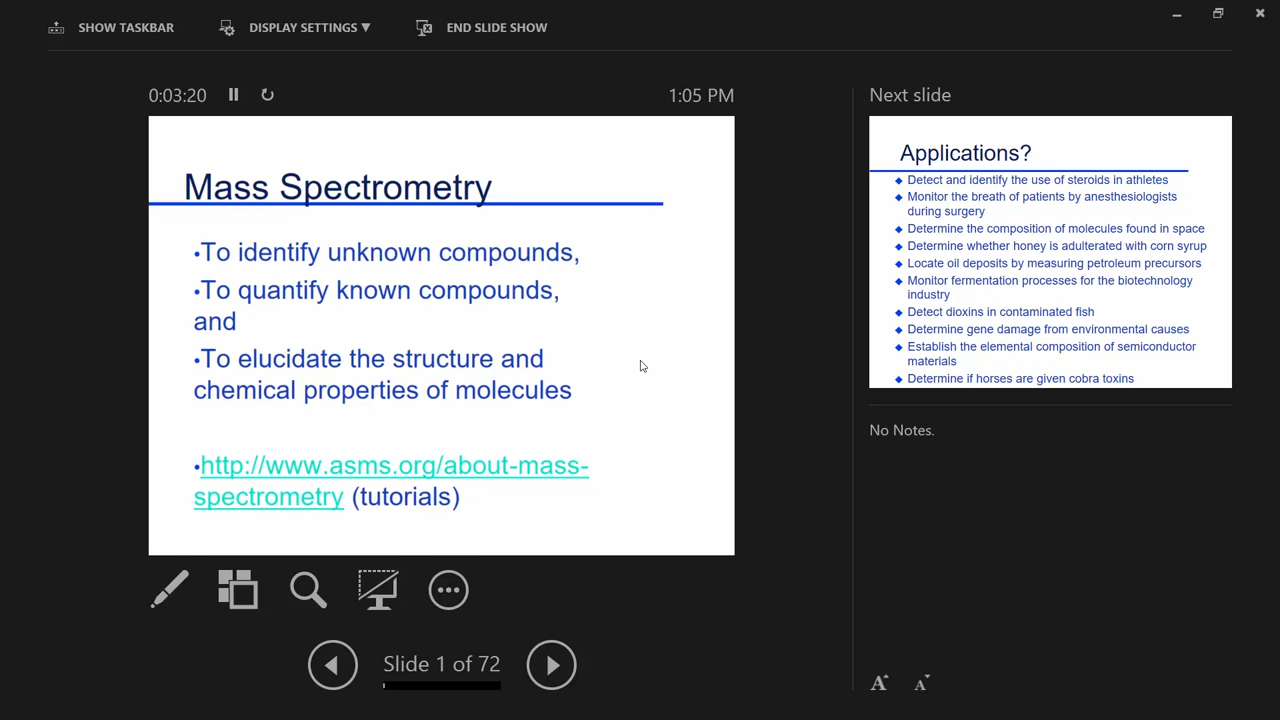 SHOW TASKBAR
DISPLAY SETTINGS ▼
END SLIDE SHOW
0:03:20
1:05 PM
Mass Spectrometry
•To identify unknown compounds,
•To quantify known compounds,
and
•To elucidate the structure and
chemical properties of molecules
•http://www.asms.org/about-mass-
spectrometry (tutorials)
Slide 1 of 72
Next slide
Applications?
◆ Detect and identify the use of steroids in athletes
◆ Monitor the breath of patients by anesthesiologists
during surgery
◆ Determine the composition of molecules found in space
◆ Determine whether honey is adulterated with corn syrup
◆ Locate oil deposits by measuring petroleum precursors
◆ Monitor fermentation processes for the biotechnology
industry
◆ Detect dioxins in contaminated fish
◆ Determine gene damage from environmental causes
◆ Establish the elemental composition of semiconductor
materials
◆ Determine if horses are given cobra toxins
No Notes.
A A